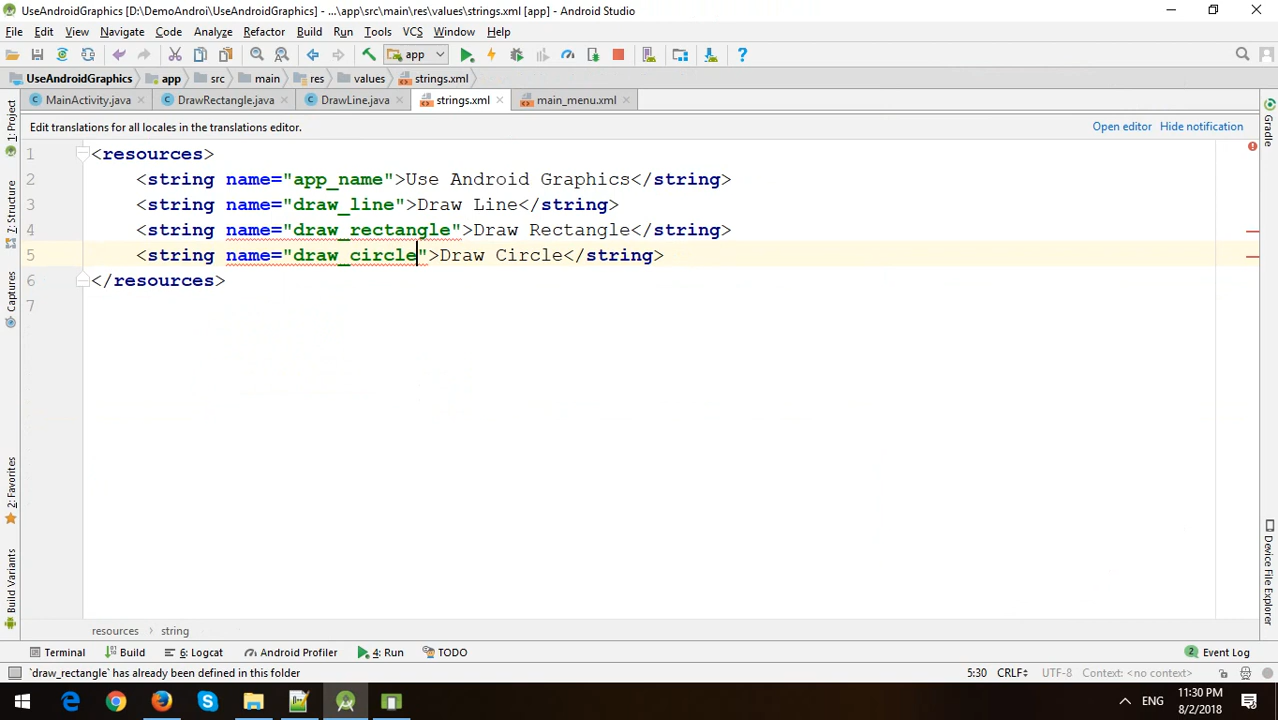 UseAndroidGraphics [D:\DemoAndroi\UseAndroidGraphics] - ...\app\src\main\res\values\strings.xml [app] - Android Studio
File Edit View Navigate Code Analyze Refactor Build Run Tools VCS Window Help
app
UseAndroidGraphics app src main res values strings.xml
MainActivity.java DrawRectangle.java DrawLine.java strings.xml main_menu.xml
Edit translations for all locales in the translations editor. Open editor Hide notification
1 <resources>
2 <string name="app_name">Use Android Graphics</string>
3 <string name="draw_line">Draw Line</string>
4 <string name="draw_rectangle">Draw Rectangle</string>
5 <string name="draw_circle">Draw Circle</string>
6 </resources>
7
1: Project
7: Structure
Captures
2: Favorites
Build Variants
Gradle
Device File Explorer
resources string
Terminal Build 6: Logcat Android Profiler 4: Run TODO 2 Event Log
`draw_rectangle` has already been defined in this folder 5:30 CRLF UTF-8 Context: <no context>
ENG 11:30 PM
8/2/2018